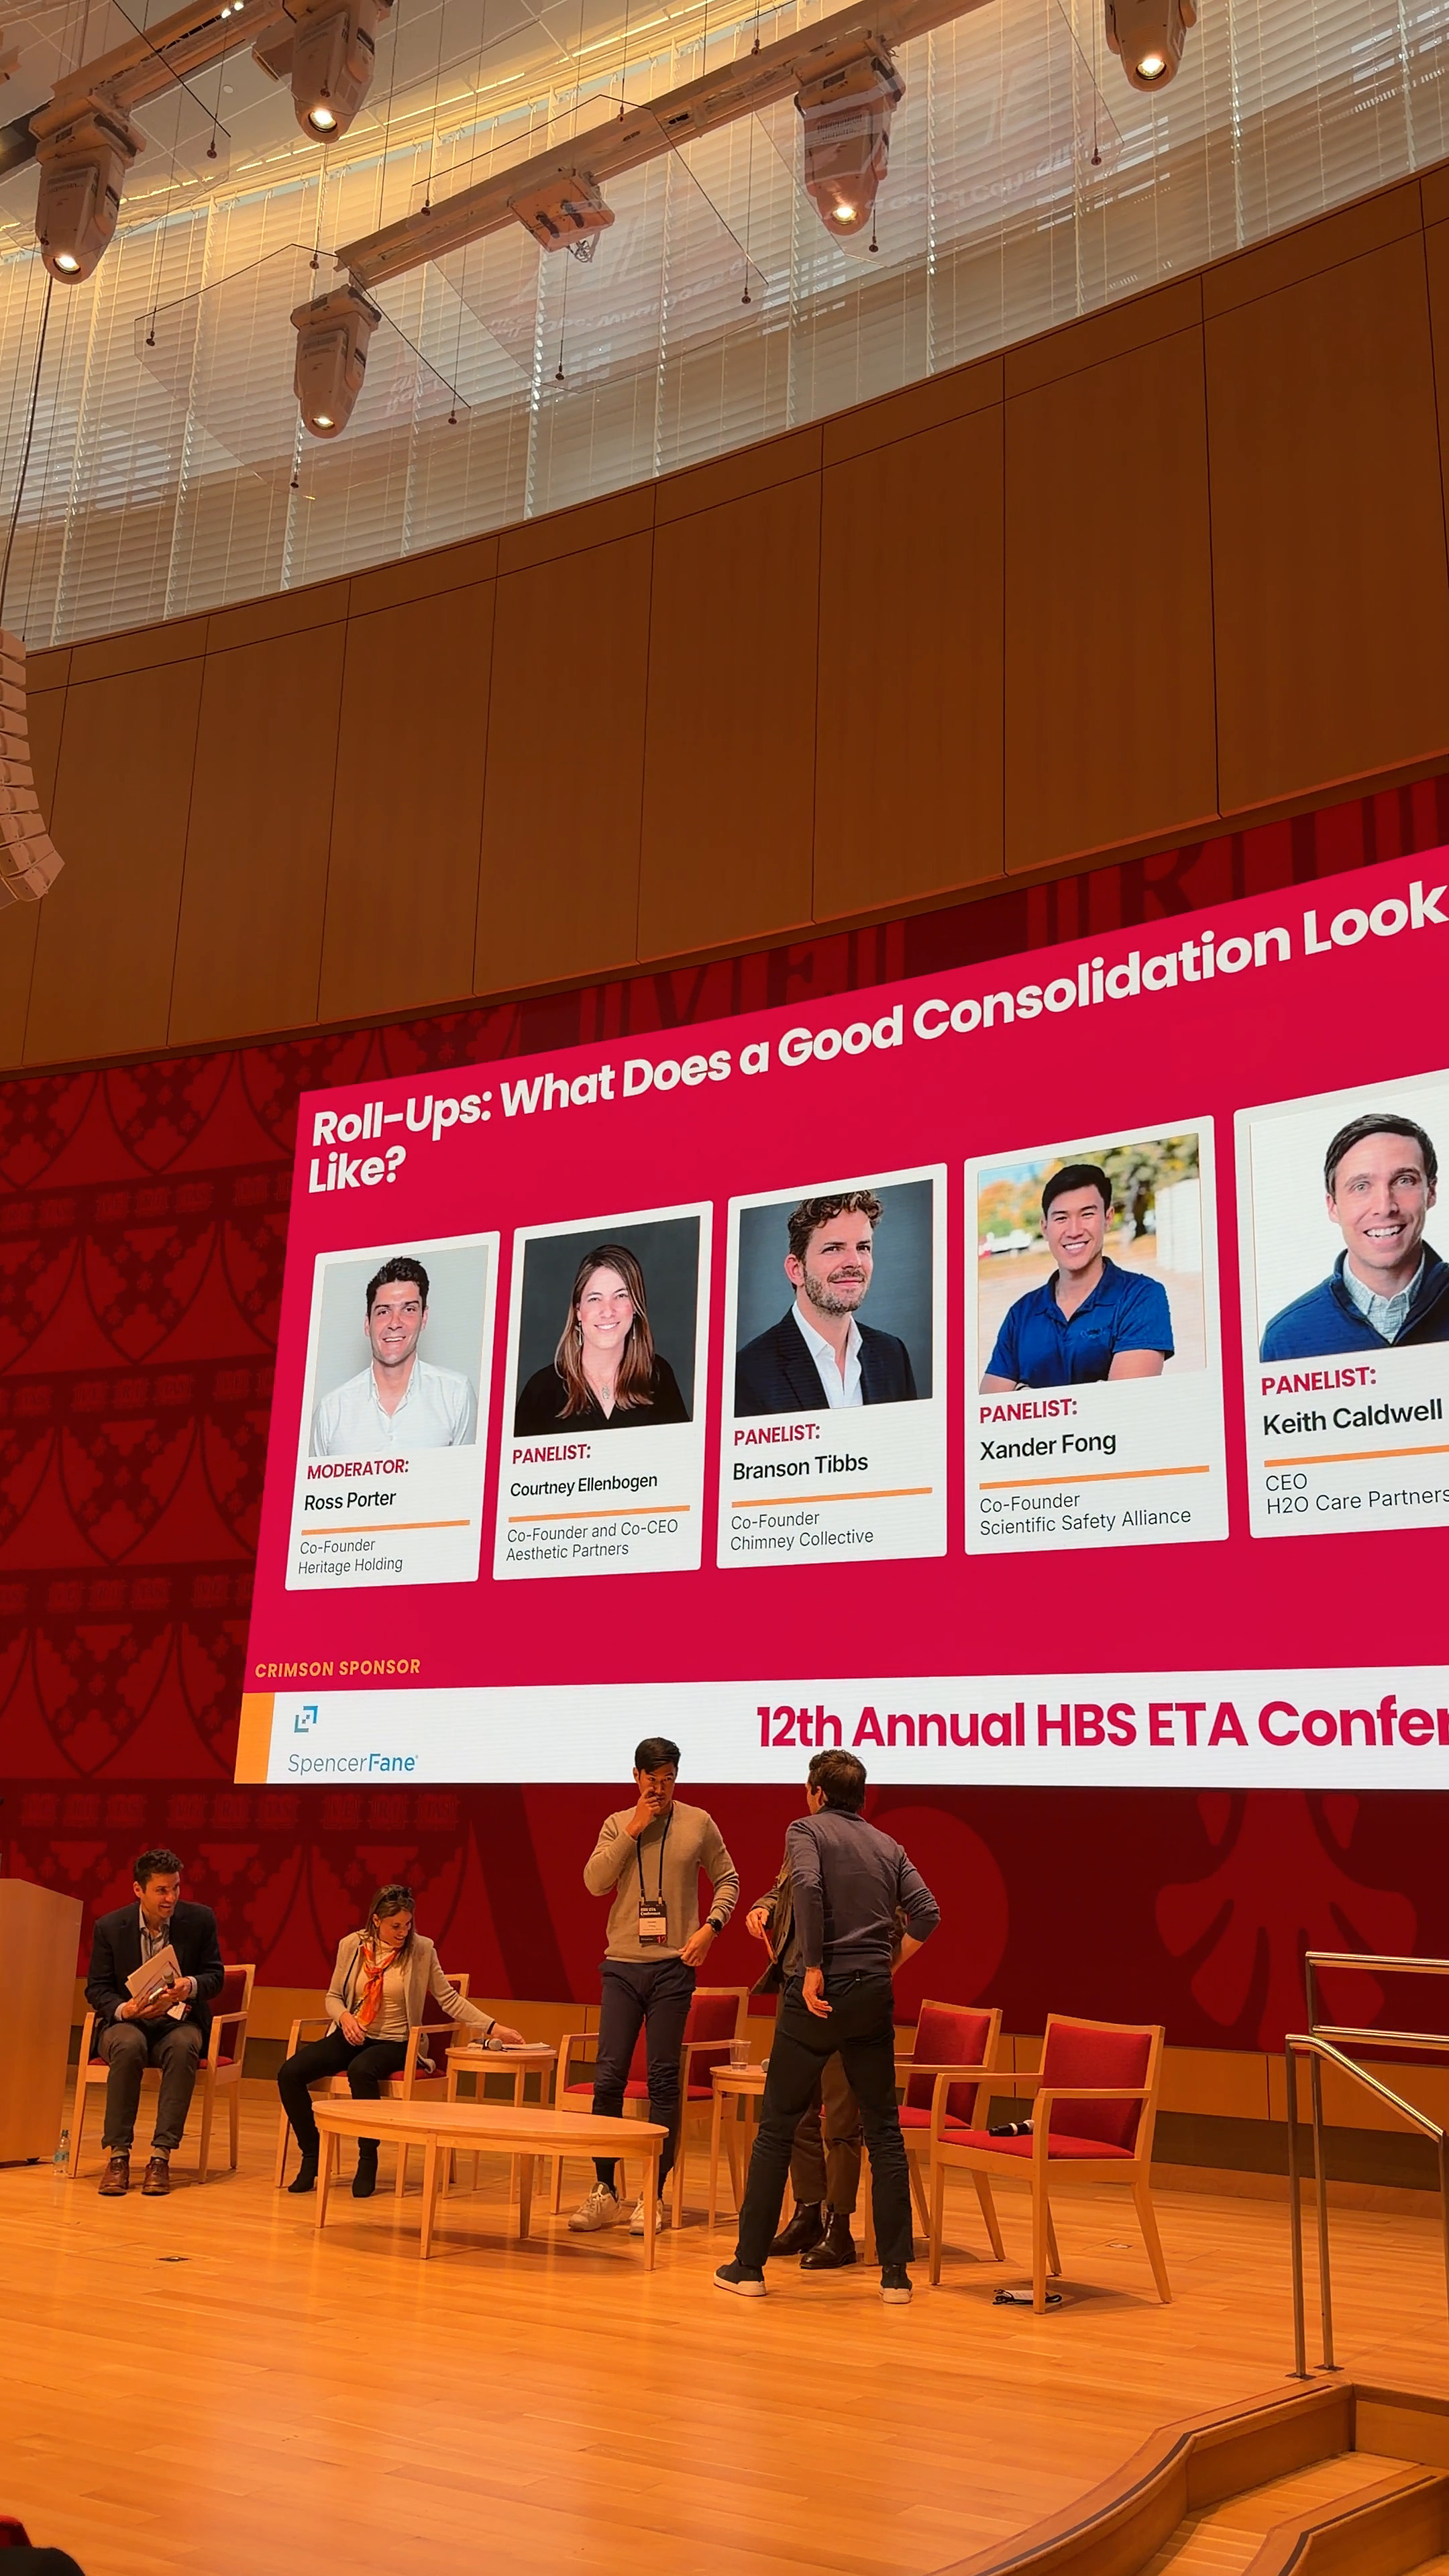 Roll-Ups: What Does a Good Consolidation Look
Like?
MODERATOR:
Ross Porter
Co-Founder
Heritage Holding
PANELIST:
Courtney Ellenbogen
Co-Founder and Co-CEO
Aesthetic Partners
PANELIST:
Branson Tibbs
Co-Founder
Chimney Collective
PANELIST:
Xander Fong
Co-Founder
Scientific Safety Alliance
PANELIST:
Keith Caldwell
CEO
H2O Care Partners
CRIMSON SPONSOR
SpencerFane
12th Annual HBS ETA Confer